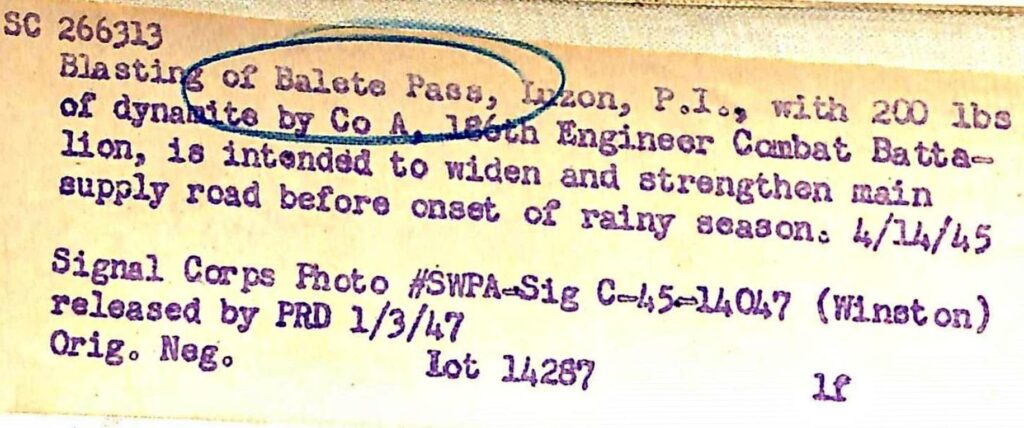 SC 266313
Blasting of Balete Pass, Luzon, P.I., with 200 lbs
of dynamite by Co A, 186th Engineer Combat Batta-
lion, is intended to widen and strengthen main
supply road before onset of rainy season. 4/14/45
Signal Corps Photo #SWPA-Sig C-45-14047 (Winston)
released by PRD 1/3/47
Orig. Neg. Lot 14287 lf